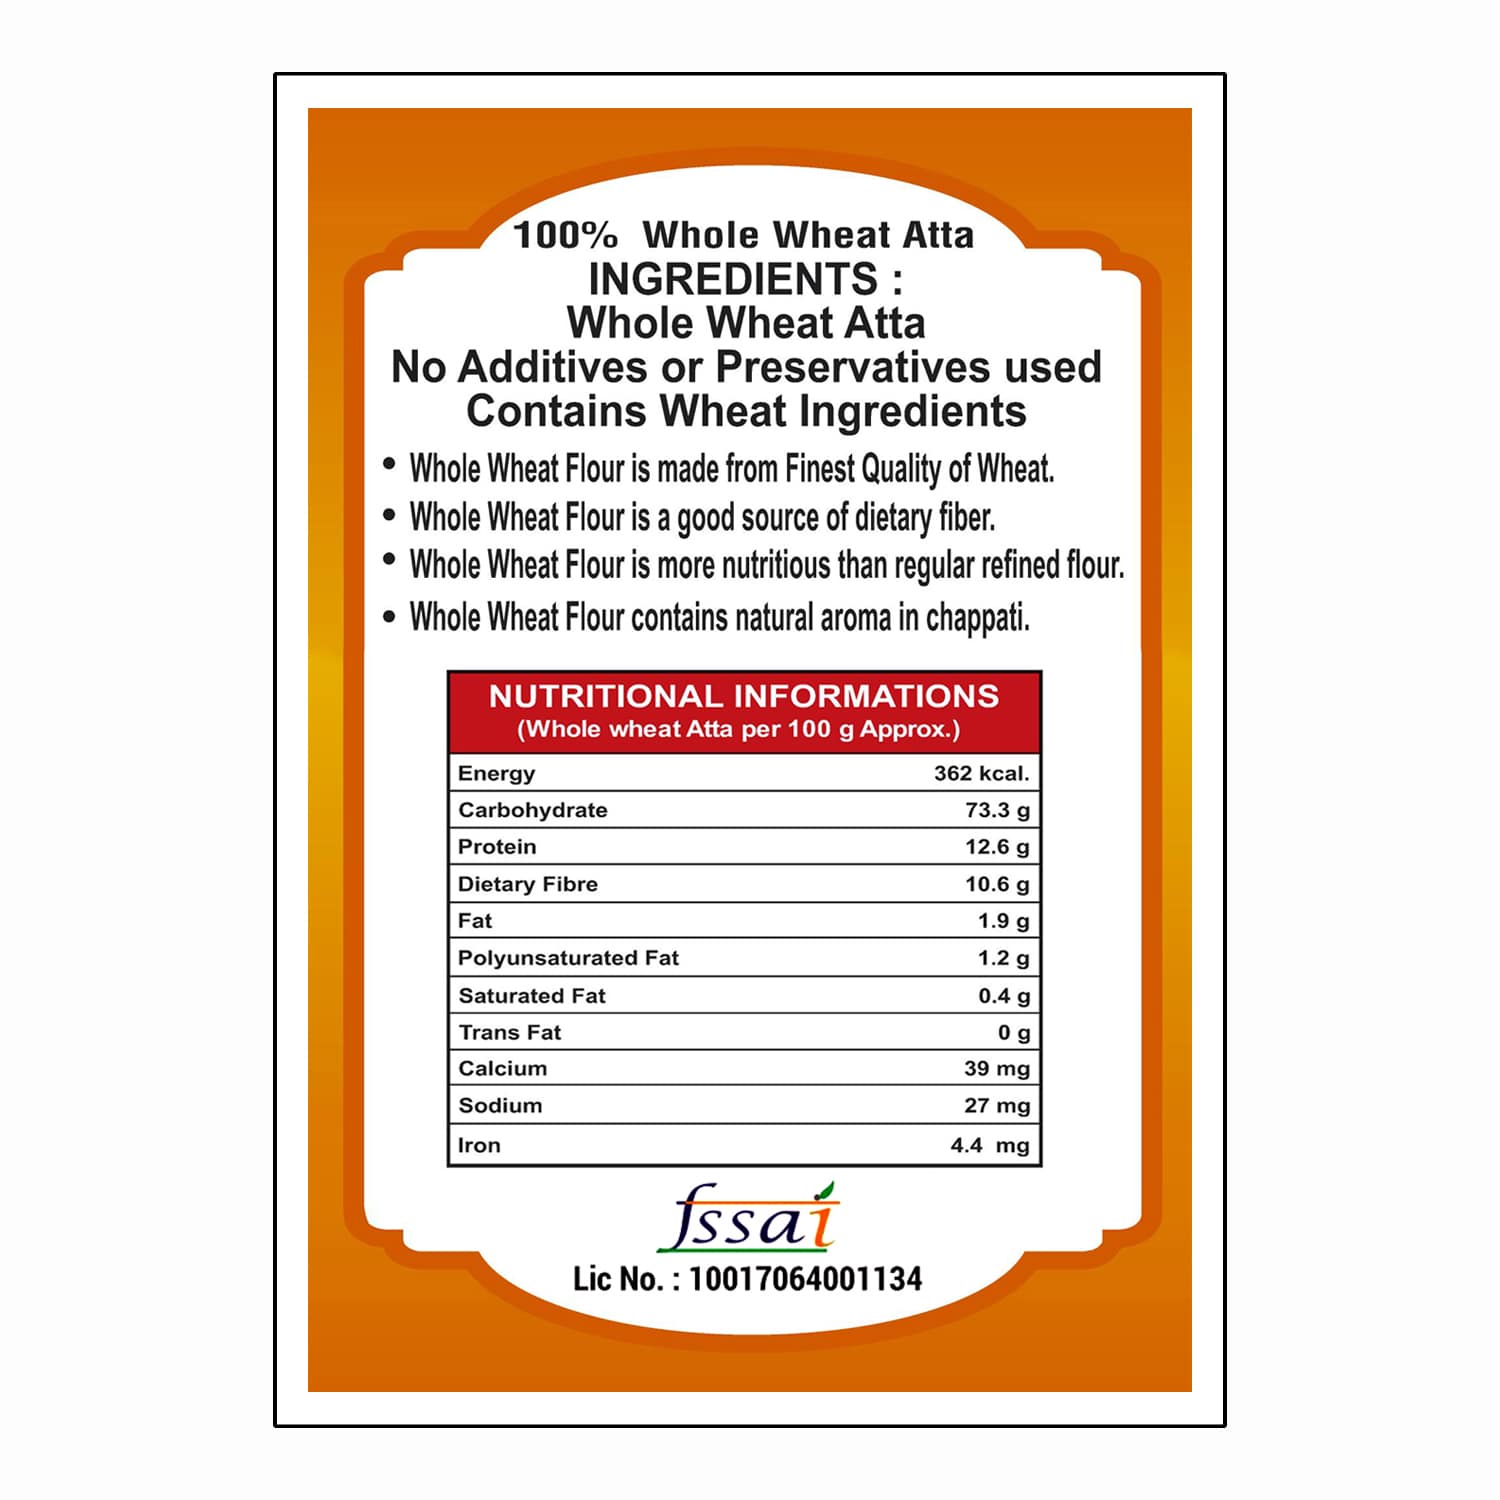 100% Whole Wheat Atta
INGREDIENTS :
Whole Wheat Atta
No Additives or Preservatives used
Contains Wheat Ingredients
• Whole Wheat Flour is made from Finest Quality of Wheat.
• Whole Wheat Flour is a good source of dietary fiber.
• Whole Wheat Flour is more nutritious than regular refined flour.
• Whole Wheat Flour contains natural aroma in chappati.
NUTRITIONAL INFORMATIONS
(Whole wheat Atta per 100 g Approx.)
Energy 362 kcal.
Carbohydrate 73.3 g
Protein 12.6 g
Dietary Fibre 10.6 g
Fat 1.9 g
Polyunsaturated Fat 1.2 g
Saturated Fat 0.4 g
Trans Fat 0 g
Calcium 39 mg
Sodium 27 mg
Iron 4.4 mg
fssai
Lic No. : 10017064001134